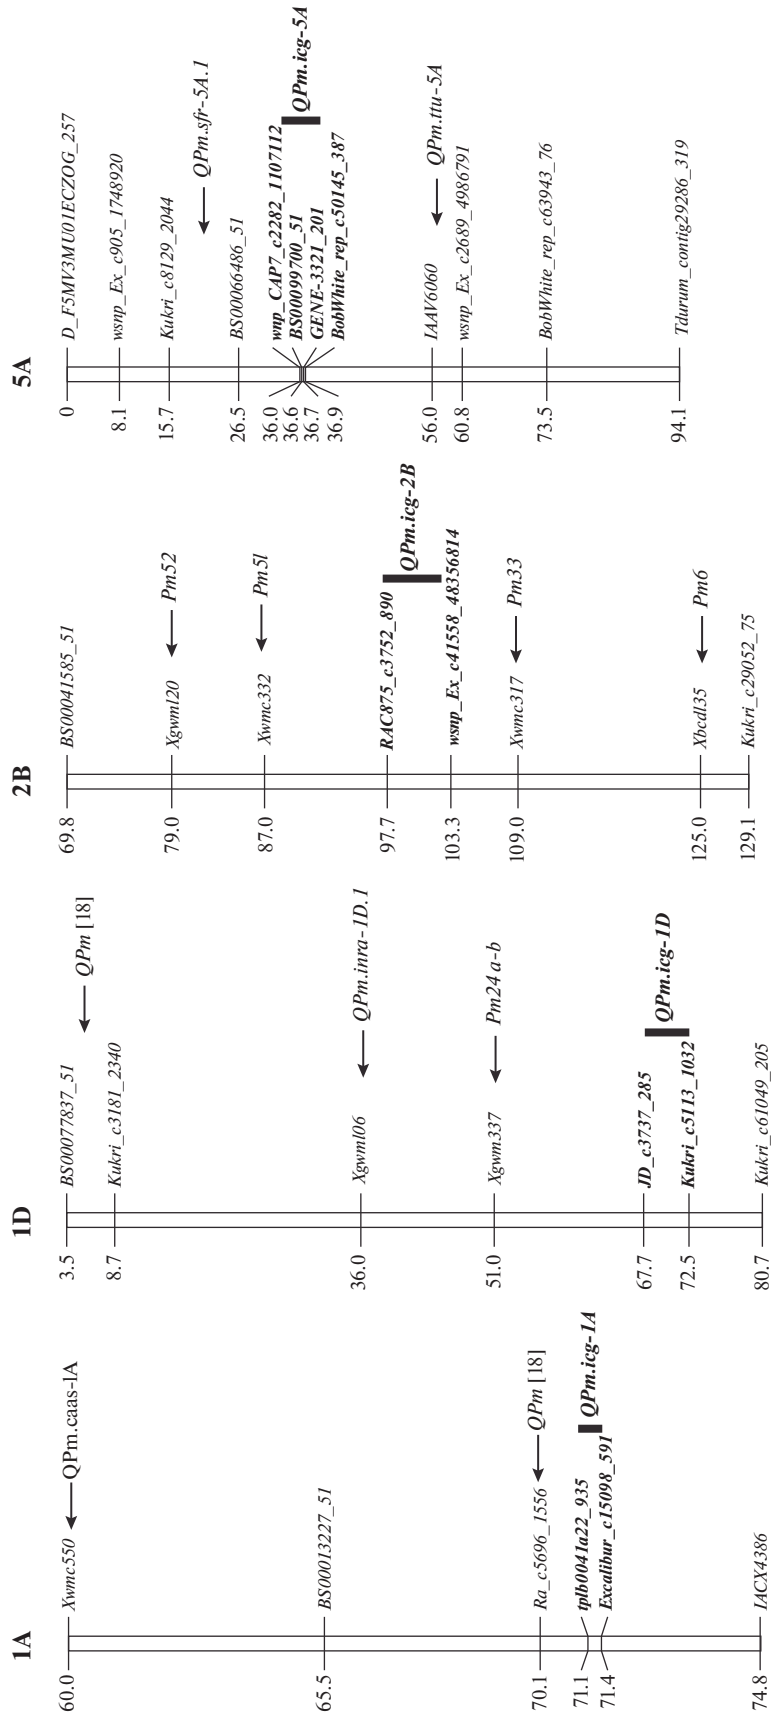 1A
60.0 Xwmc550 QPm.caas-1A
65.5 BS00013227_51
70.1 Ra_c5696_1556 QPm [18]
71.1 tplb0041a22_935
QPm.icg-1A
71.4 Excalibur_c15098_591
74.8 IACX4386
1D
3.5 BS00077837_51
QPm [18]
8.7 Kukri_c3181_2340
36.0 Xgwm106 QPm.inra-1D.1
51.0 Xgwm337 Pm24 a-b
67.7 JD_c3737_285
QPm.icg-1D
72.5 Kukri_c5113_1032
80.7 Kukri_c61049_205
2B
69.8 BS00041585_51
79.0 Xgwm120 Pm52
87.0 Xwmc332 Pm51
97.7 RAC875_c3752_890
QPm.icg-2B
103.3 wsnp_Ex_c41558_48356814
109.0 Xwmc317 Pm33
125.0 Xbcd135 Pm6
129.1 Kukri_c29052_75
5A
0 D_F5MV3MU01ECZOG_257
8.1 wsnp_Ex_c905_1748920
15.7 Kukri_c8129_2044
QPm.sfr-5A.1
26.5 BS00066486_51
36.0 wnp_CAP7_c2282_1107112
36.6 BS00099700_51
QPm.icg-5A
36.7 GENE-3321_201
36.9 BobWhite_rep_c50145_387
56.0 IAAV6060 QPm.ttu-5A
60.8 wsnp_Ex_c2689_4986791
73.5 BobWhite_rep_c63943_76
94.1 Tdurum_contig29286_319